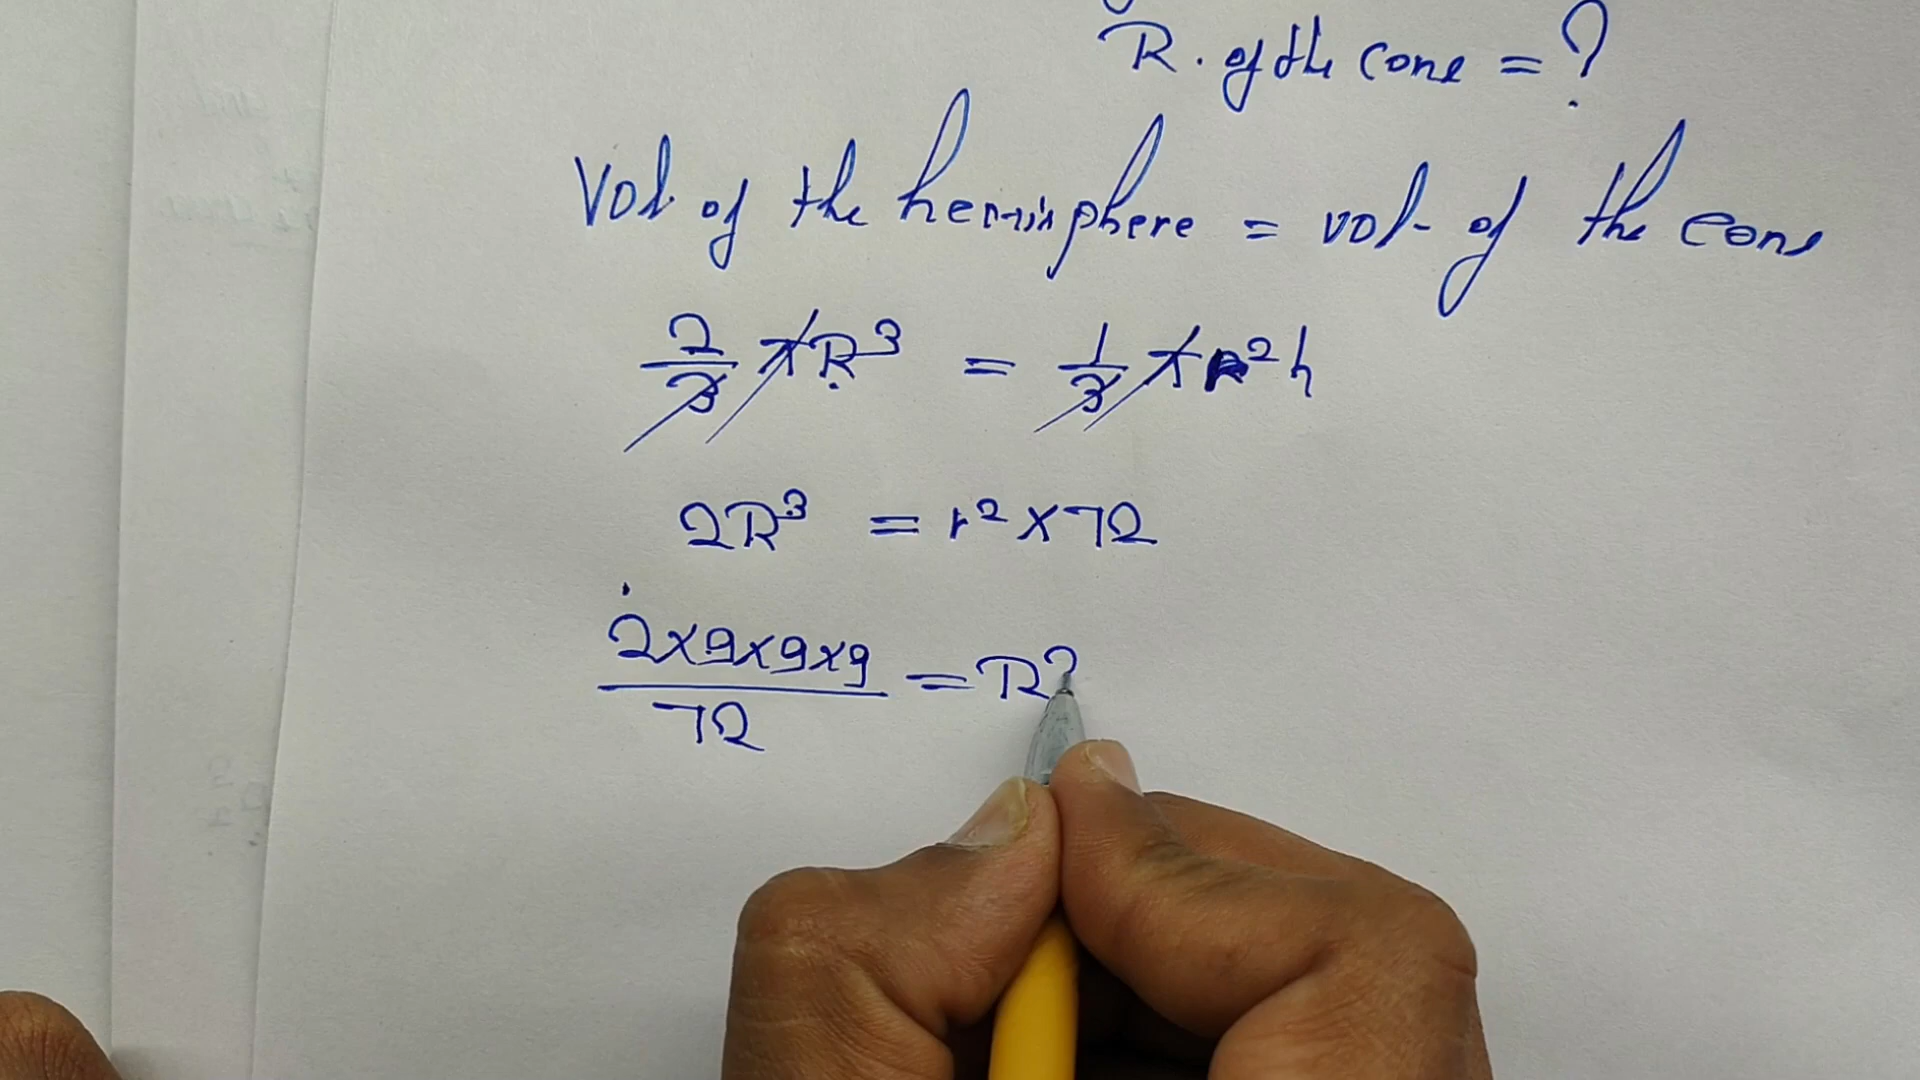 R. of the cone = ?
Vol. of the hemisphere = vol. of the cone
2/3 πR³ = 1/3 πr²h
2R³ = r² × 72
2×9×9×9/72 = R²